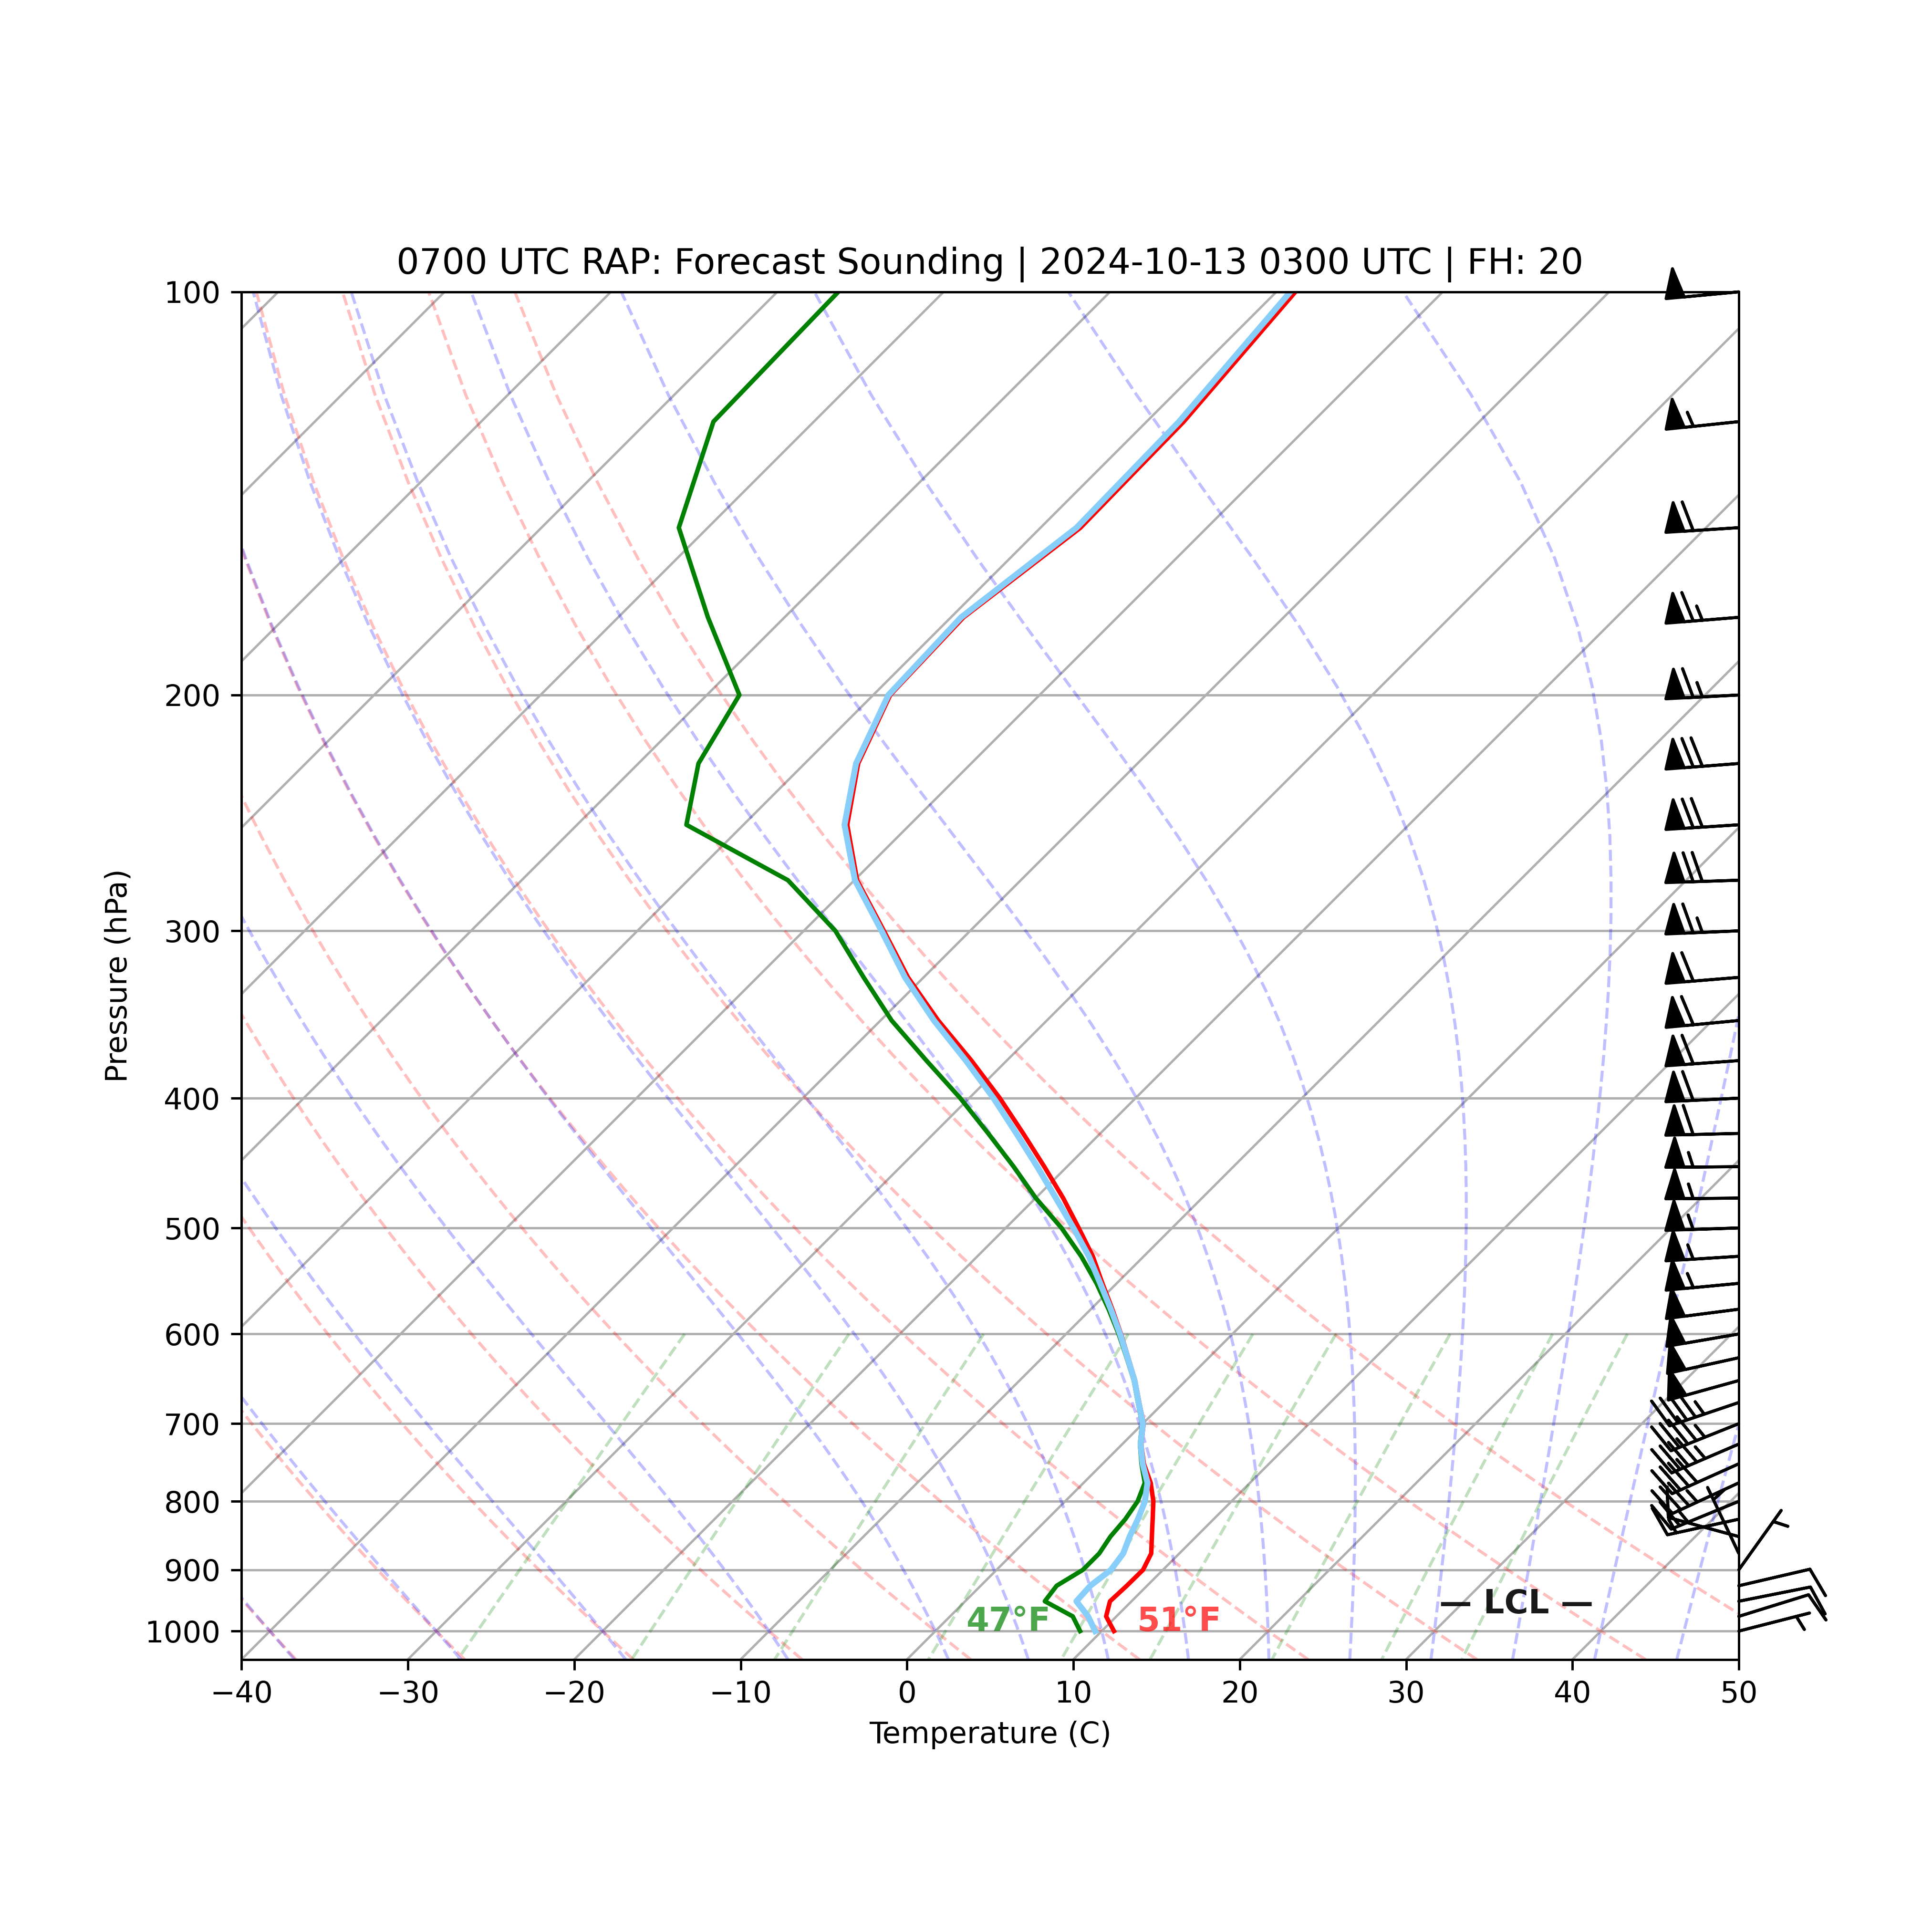 0700 UTC RAP: Forecast Sounding | 2024-10-13 0300 UTC | FH: 20
100
200
300
400
500
600
700
800
900
1000
Pressure (hPa)
47°F
51°F
— LCL —
−40 −30 −20 −10 0 10 20 30 40 50
Temperature (C)